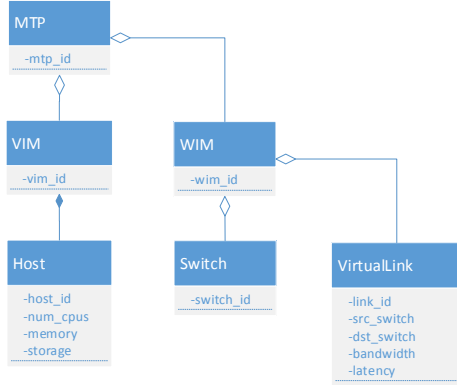 MTP
-mtp_id
VIM
-vim_id
WIM
-wim_id
Host
-host_id
-num_cpus
-memory
-storage
Switch
-switch_id
VirtualLink
-link_id
-src_switch
-dst_switch
-bandwidth
-latency